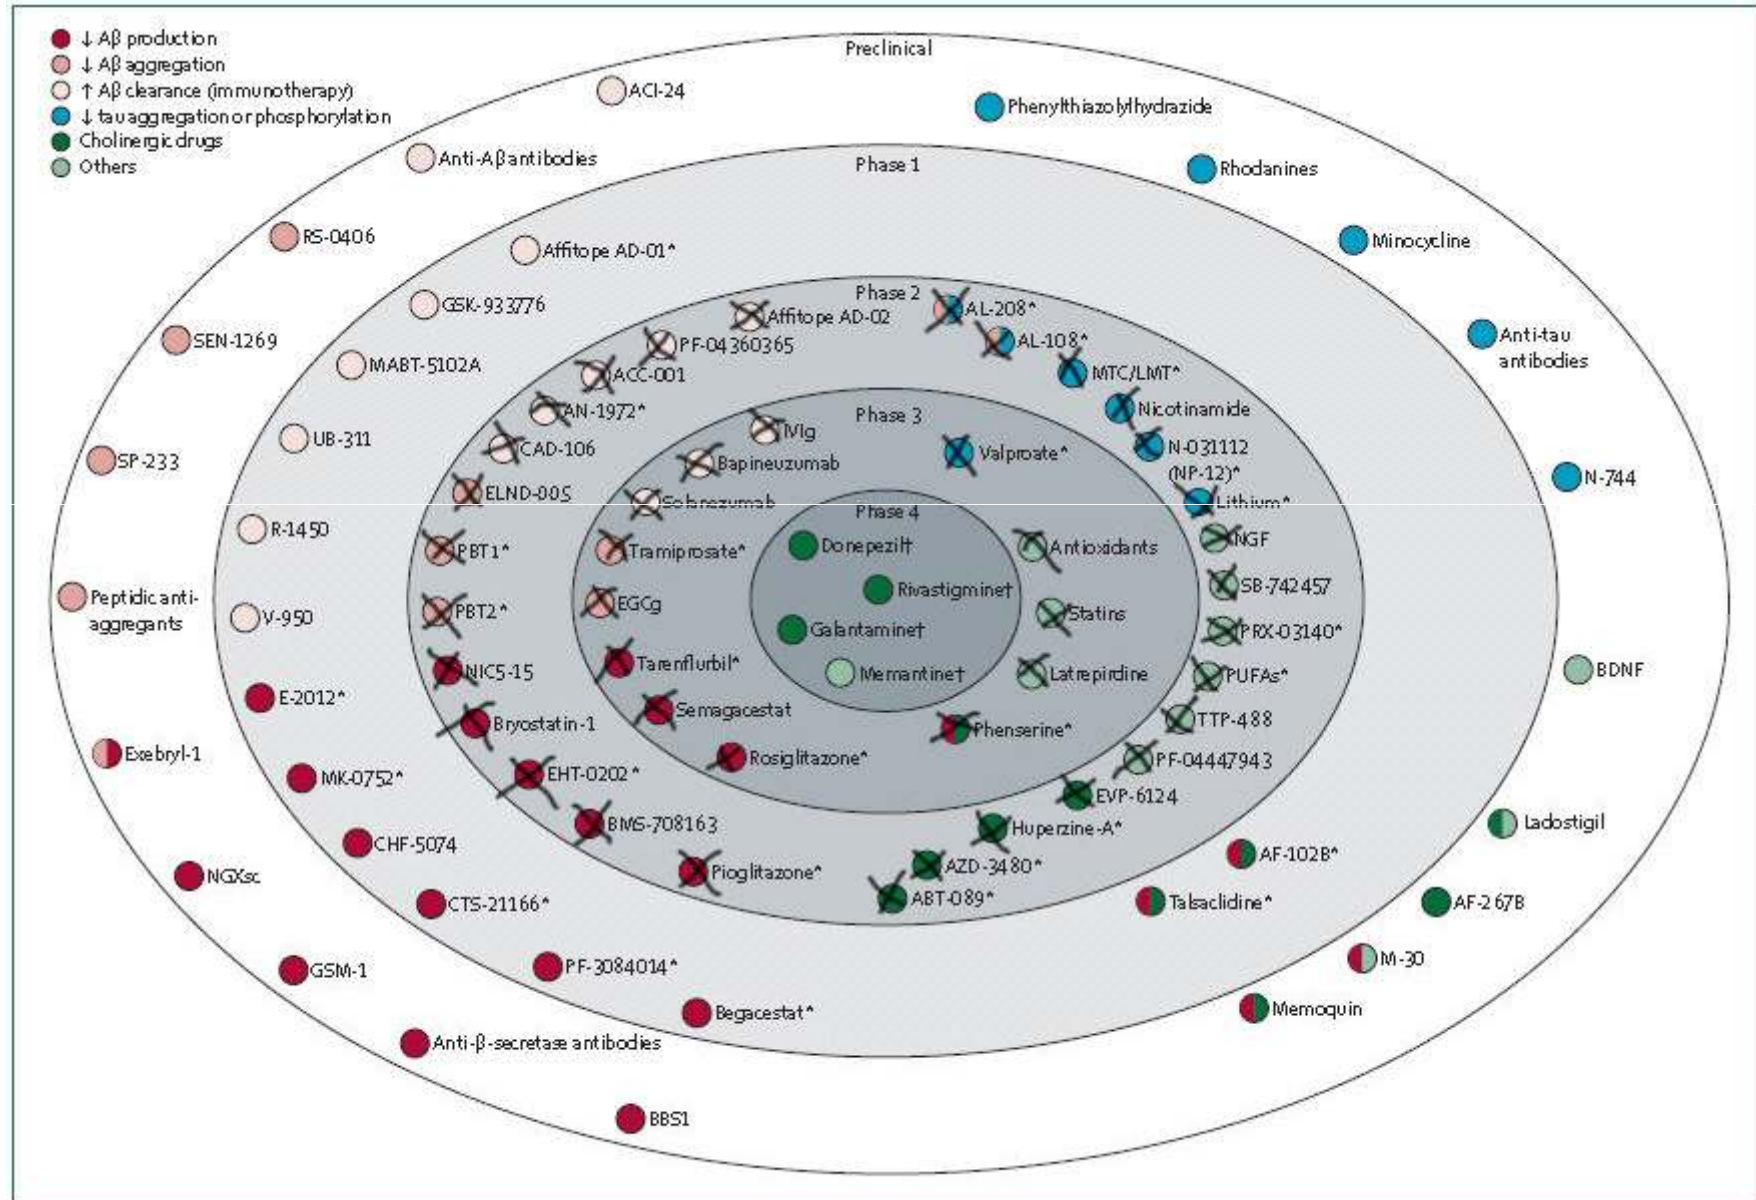 ↓ Aβ production
↓ Aβ aggregation
↑ Aβ clearance (immunotherapy)
↓ tau aggregation or phosphorylation
Cholinergic drugs
Others
Preclinical
ACI-24
Phenylthiazolylhydrazide
Anti-Aβ antibodies
Rhodanines
RS-0406
Minocycline
SEN-1269
Anti-tau
antibodies
SP-233
N-744
Peptidic anti-
aggregants
BDNF
Exebryl-1
Ladostigil
NGXsc
AF-267B
GSM-1
M-30
Memoquin
Anti-β-secretase antibodies
BBS1
Phase 1
Affitope AD-01*
GSK-933776
MABT-5102A
UB-311
R-1450
V-950
E-2012*
MK-0752*
CHF-5074
CTS-21166*
PF-3084014*
Begacestat*
AF-102B*
Talsaclidine*
Phase 2
Affitope AD-02
AL-208*
PF-04360365
AL-108*
ACC-001
MTC/LMT*
AN-1972*
Nicotinamide
CAD-106
N-031112
(NP-12)*
ELND-005
Lithium*
PBT1*
NGF
PBT2*
SB-742457
NIC5-15
PRX-03140*
Bryostatin-1
PUFAs*
EHT-0202*
TTP-488
BMS-708163
PF-04447943
Pioglitazone*
EVP-6124
Huperzine-A*
AZD-3480*
ABT-089*
Phase 3
IVIg
Valproate*
Bapineuzumab
Solanezumab
Tramiprosate*
Antioxidants
EGCg
Statins
Tarenflurbil*
Latrepirdine
Semagacestat
Phenserine*
Rosiglitazone*
Phase 4
Donepezil†
Rivastigmine†
Galantamine†
Memantine†